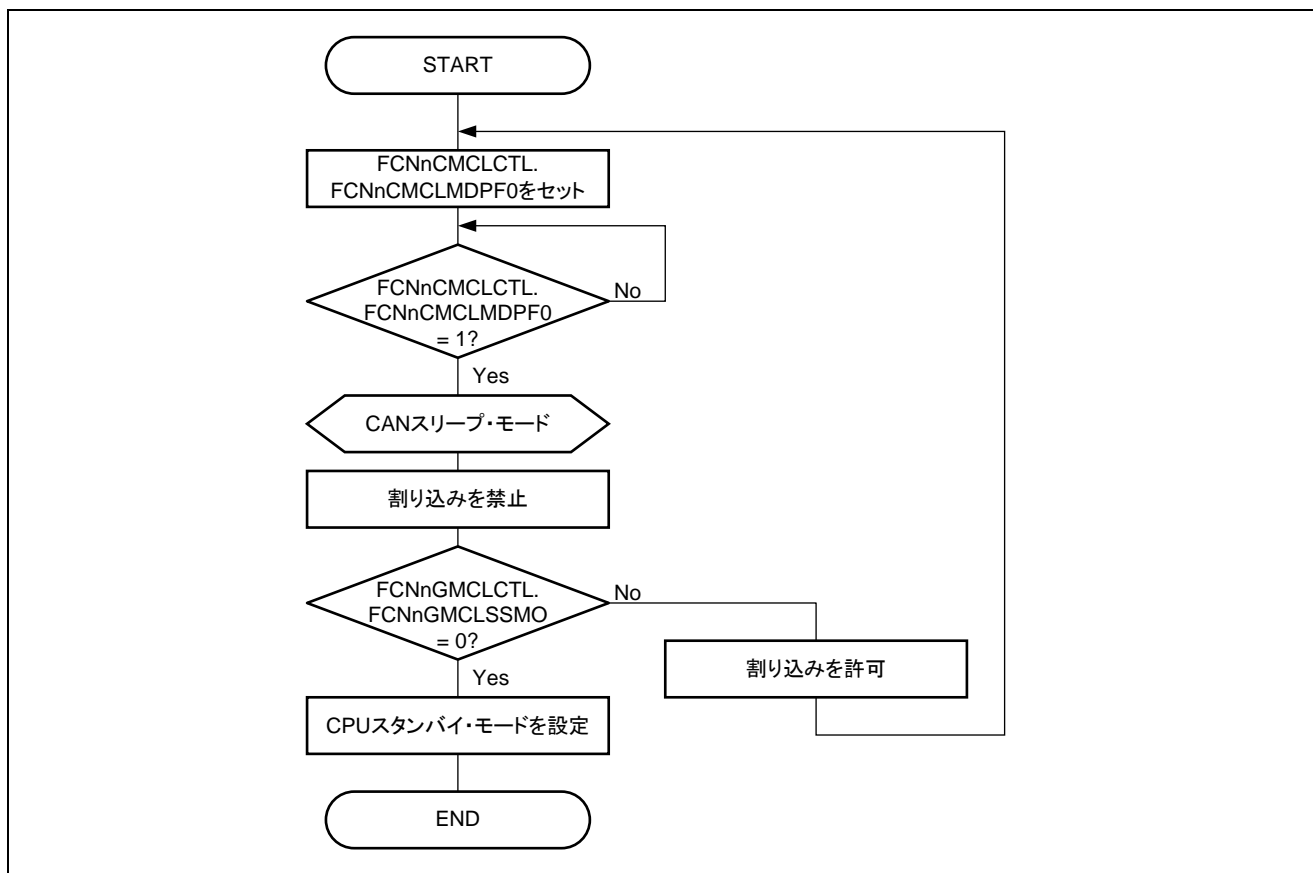 START
FCNnCMCLCTL.
FCNnCMCLMDPF0をセット
FCNnCMCLCTL.
FCNnCMCLMDPF0
= 1?
No
Yes
CANスリープ・モード
割り込みを禁止
FCNnGMCLCTL.
FCNnGMCLSSMO
= 0?
No
Yes
割り込みを許可
CPUスタンバイ・モードを設定
END